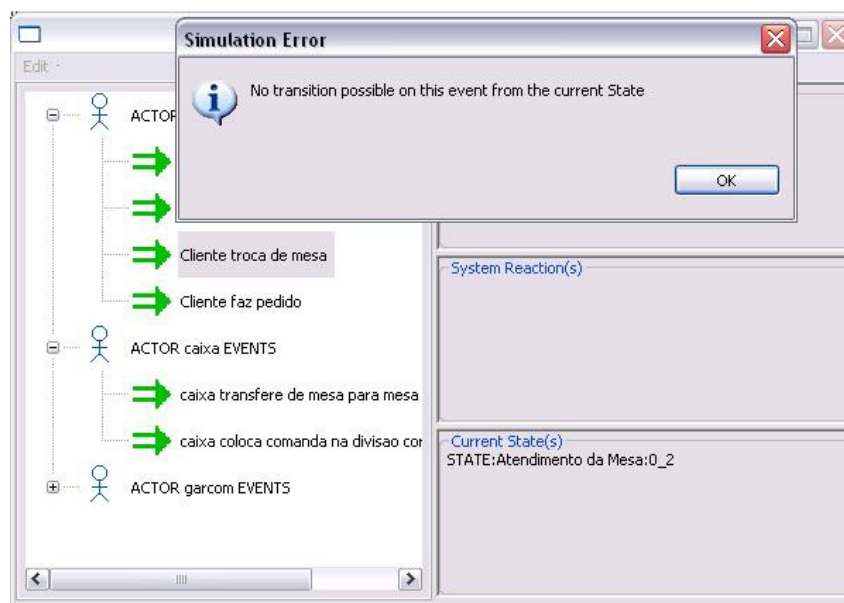 Simulation Error
No transition possible on this event from the current State
OK
Edit
ACTOR
Cliente troca de mesa
Cliente faz pedido
ACTOR caixa EVENTS
caixa transfere de mesa para mesa
caixa coloca comanda na divisao cor
ACTOR garcom EVENTS
System Reaction(s)
Current State(s)
STATE:Atendimento da Mesa:0_2